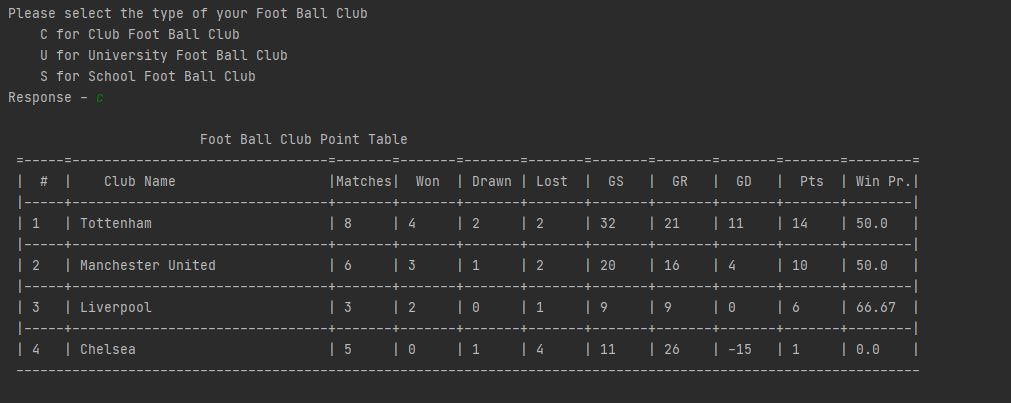 Please select the type of your Foot Ball Club
    C for Club Foot Ball Club
    U for University Foot Ball Club
    S for School Foot Ball Club
Response - c
                        Foot Ball Club Point Table
 =-----=--------------------------------=-------=-------=-------=-------=-------=-------=-------=-------=--------=
 |  #  |    Club Name                   |Matches|  Won  | Drawn | Lost  |  GS   |  GR   |  GD   |  Pts  | Win Pr.|
 |-----+--------------------------------+-------+-------+-------+-------+-------+-------+-------+-------+--------|
 | 1   | Tottenham                      | 8     | 4     | 2     | 2     | 32    | 21    | 11    | 14    | 50.0   |
 |-----+--------------------------------+-------+-------+-------+-------+-------+-------+-------+-------+--------|
 | 2   | Manchester United              | 6     | 3     | 1     | 2     | 20    | 16    | 4     | 10    | 50.0   |
 |-----+--------------------------------+-------+-------+-------+-------+-------+-------+-------+-------+--------|
 | 3   | Liverpool                      | 3     | 2     | 0     | 1     | 9     | 9     | 0     | 6     | 66.67  |
 |-----+--------------------------------+-------+-------+-------+-------+-------+-------+-------+-------+--------|
 | 4   | Chelsea                        | 5     | 0     | 1     | 4     | 11    | 26    | -15   | 1     | 0.0    |
 -----------------------------------------------------------------------------------------------------------------